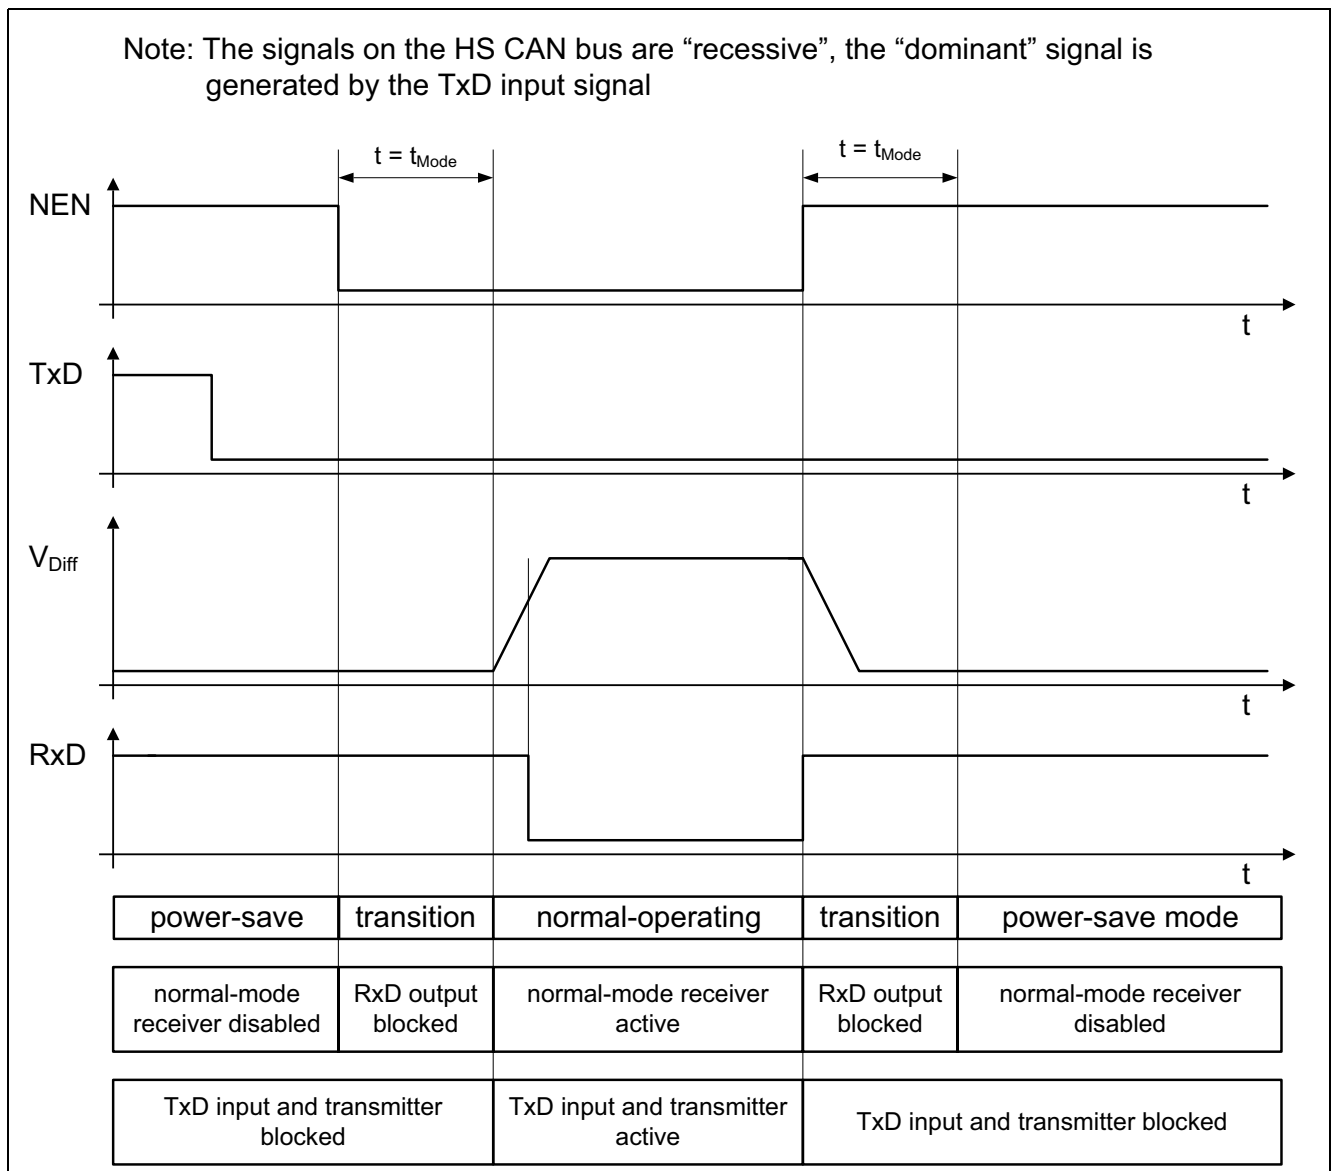 Note: The signals on the HS CAN bus are “recessive”, the “dominant” signal is
generated by the TxD input signal
t = tMode
t = tMode
NEN
t
TxD
t
VDiff
t
RxD
t
power-save
transition
normal-operating
transition
power-save mode
normal-mode
receiver disabled
RxD output
blocked
normal-mode receiver
active
RxD output
blocked
normal-mode receiver
disabled
TxD input and transmitter
blocked
TxD input and transmitter
active
TxD input and transmitter blocked